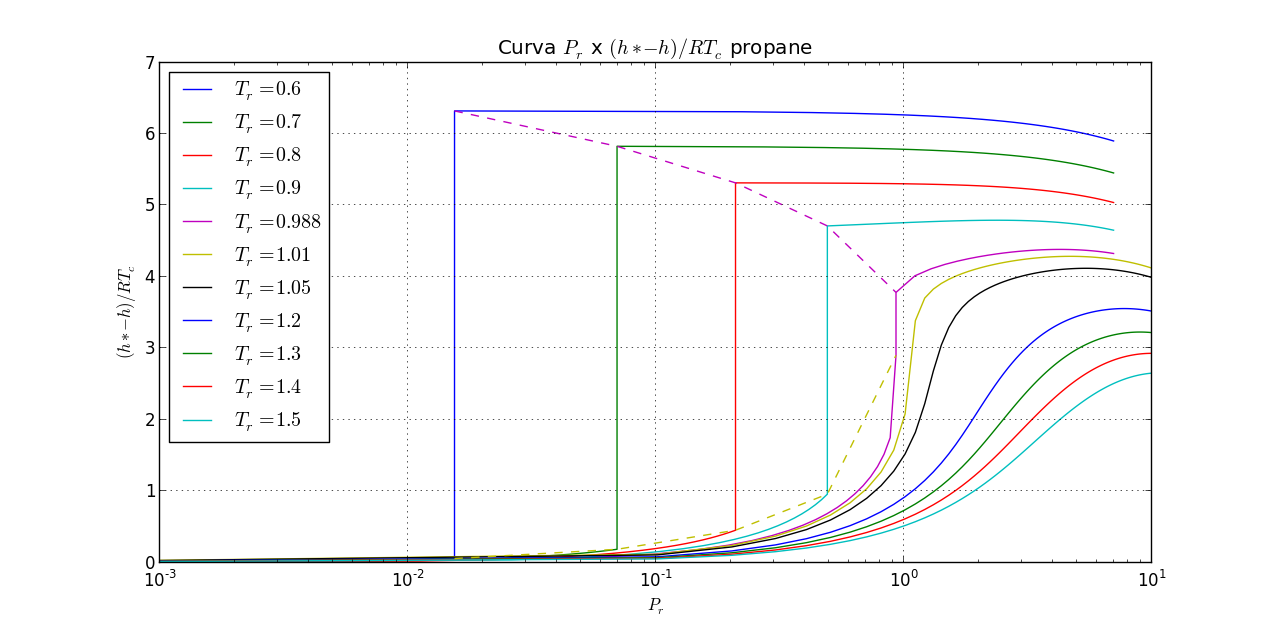 Curva P_r x (h*−h)/RT_c propane
7
6
5
4
3
2
1
0
(h*−h)/RT_c
T_r=0.6
T_r=0.7
T_r=0.8
T_r=0.9
T_r=0.988
T_r=1.01
T_r=1.05
T_r=1.2
T_r=1.3
T_r=1.4
T_r=1.5
10^-3 10^-2 10^-1 10^0 10^1
P_r